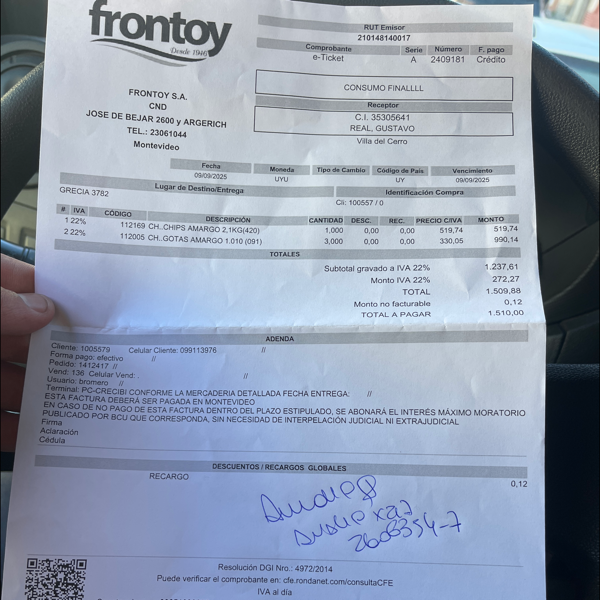 frontoy
Desde 1946
RUT Emisor
210148140017
Comprobante Serie Número F. pago
e-Ticket A 2409181 Crédito
CONSUMO FINALLLL
Receptor
C.I. 35305641
REAL, GUSTAVO
Villa del Carro
FRONTOY S.A.
CND
JOSE DE BEJAR 2600 y ARGERICH
TEL.: 23061044
Montevideo
Fecha Moneda Tipo de Cambio Código de País Vencimiento
09/09/2025 UYU UY 09/09/2025
Lugar de Destino/Entrega Identificación Compra
GRECIA 3782 Cli: 100557 / 0
# IVA CÓDIGO DESCRIPCIÓN CANTIDAD DESC. REC. PRECIO C/IVA MONTO
1 22% 112169 CH..CHIPS AMARGO 2,1KG(420) 1,000 0,00 0,00 519,74 519,74
2 22% 112005 CH..GOTAS AMARGO 1.010 (091) 3,000 0,00 0,00 330,05 990,14
TOTALES
Subtotal gravado a IVA 22% 1.237,61
Monto IVA 22% 272,27
TOTAL 1.509,88
Monto no facturable 0,12
TOTAL A PAGAR 1.510,00
ADENDA
Cliente: 1005579 Celular Cliente: 099113976 //
Forma pago: efectivo //
Pedido: 1412417 //
Vend: 136 Celular Vend: . //
Usuario: bromero //
Terminal: PC-CRECIBI CONFORME LA MERCADERIA DETALLADA FECHA ENTREGA: //
ESTA FACTURA DEBERÁ SER PAGADA EN MONTEVIDEO
EN CASO DE NO PAGO DE ESTA FACTURA DENTRO DEL PLAZO ESTIPULADO, SE ABONARÁ EL INTERÉS MÁXIMO MORATORIO
PUBLICADO POR BCU QUE CORRESPONDA, SIN NECESIDAD DE INTERPELACIÓN JUDICIAL NI EXTRAJUDICIAL
Firma
Aclaración
Cédula
DESCUENTOS / RECARGOS GLOBALES
RECARGO 0,12
Resolución DGI Nro.: 4972/2014
Puede verificar el comprobante en: cfe.rondanet.com/consultaCFE
IVA al día